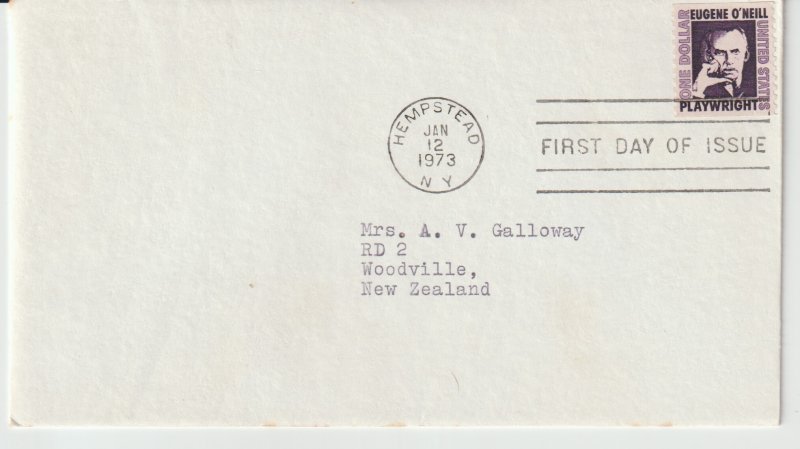 ONE DOLLAR
EUGENE O'NEILL
UNITED STATES
PLAYWRIGHT
HEMPSTEAD
JAN
12
1973
N Y
FIRST DAY OF ISSUE
Mrs. A. V. Galloway
RD 2
Woodville,
New Zealand